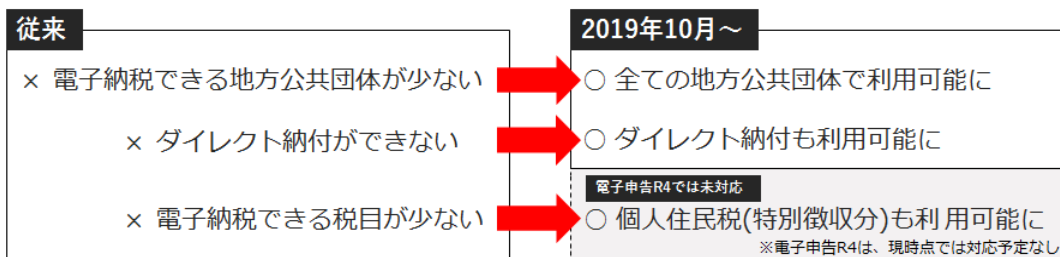 従来
× 電子納税できる地方公共団体が少ない
× ダイレクト納付ができない
× 電子納税できる税目が少ない
2019年10月～
○ 全ての地方公共団体で利用可能に
○ ダイレクト納付も利用可能に
電子申告R4では未対応
○ 個人住民税(特別徴収分)も利用可能に
※電子申告R4は、現時点では対応予定なし